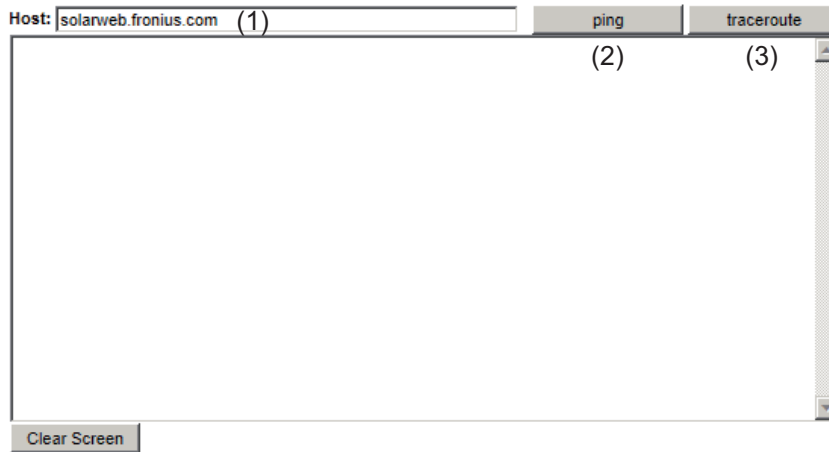 Host: solarweb.fronius.com (1) ping traceroute
(2) (3)
Clear Screen